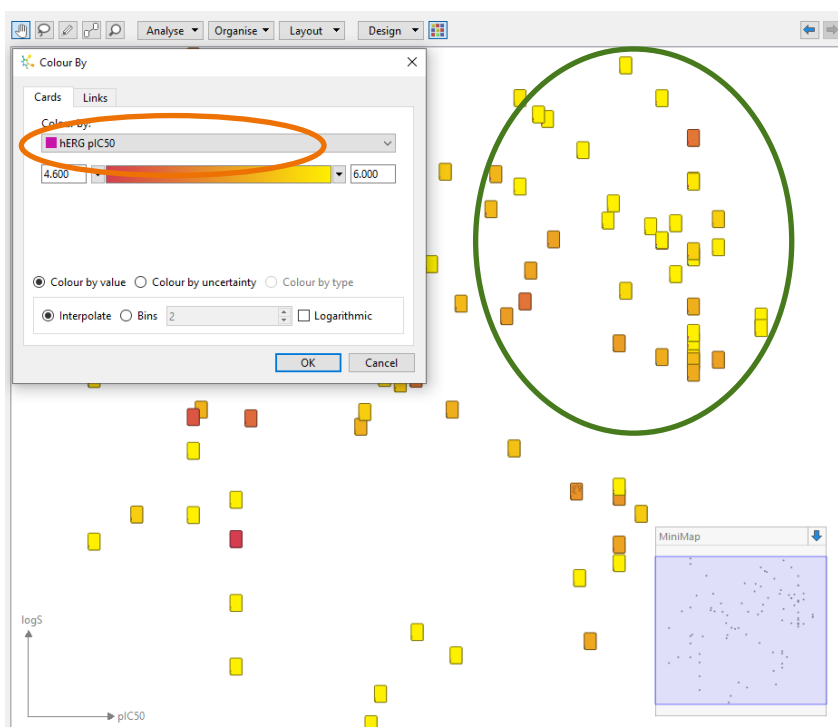 Analyse Organise Layout Design
Colour By
Cards Links
Colour By:
hERG pIC50
4.600 6.000
Colour by value Colour by uncertainty Colour by type
Interpolate Bins 2 Logarithmic
OK Cancel
MiniMap
logS
pIC50